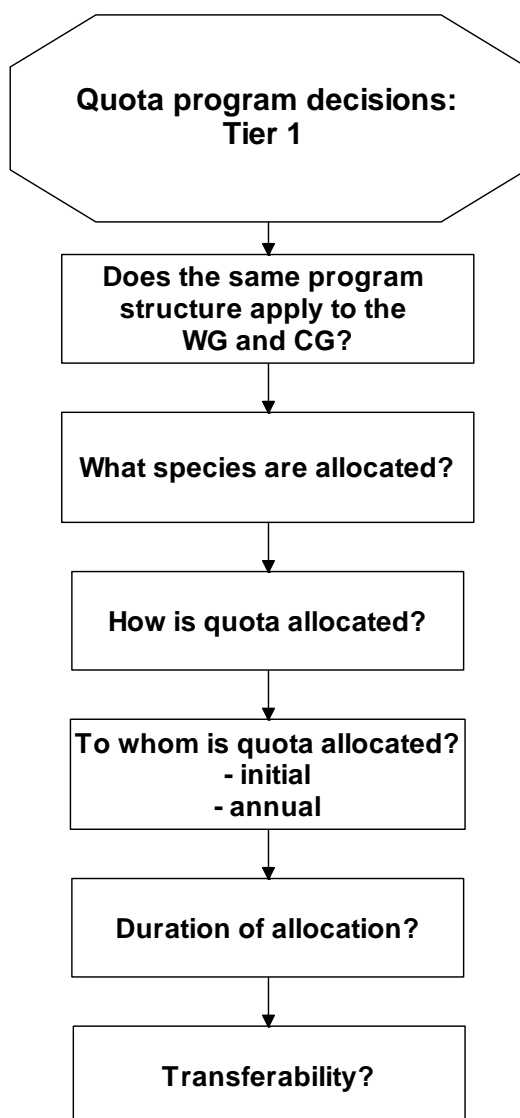 Quota program decisions:
Tier 1
Does the same program
structure apply to the
WG and CG?
What species are allocated?
How is quota allocated?
To whom is quota allocated?
- initial
- annual
Duration of allocation?
Transferability?